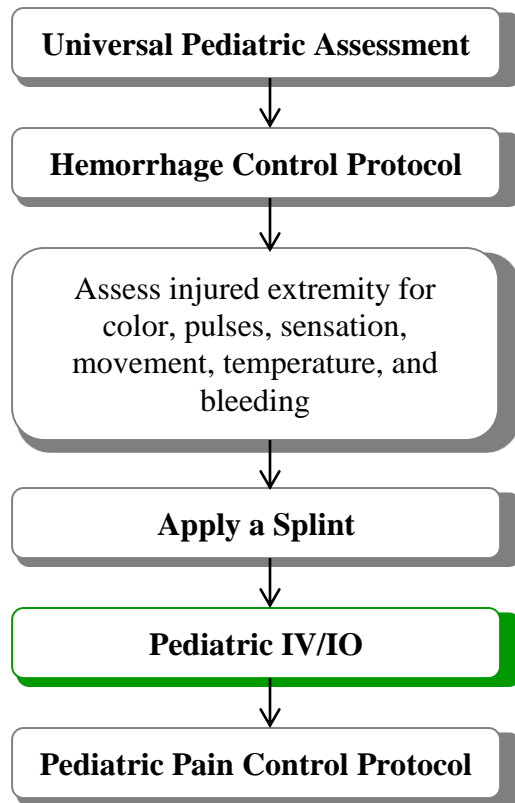 Universal Pediatric Assessment
Hemorrhage Control Protocol
Assess injured extremity for
color, pulses, sensation,
movement, temperature, and
bleeding
Apply a Splint
Pediatric IV/IO
Pediatric Pain Control Protocol